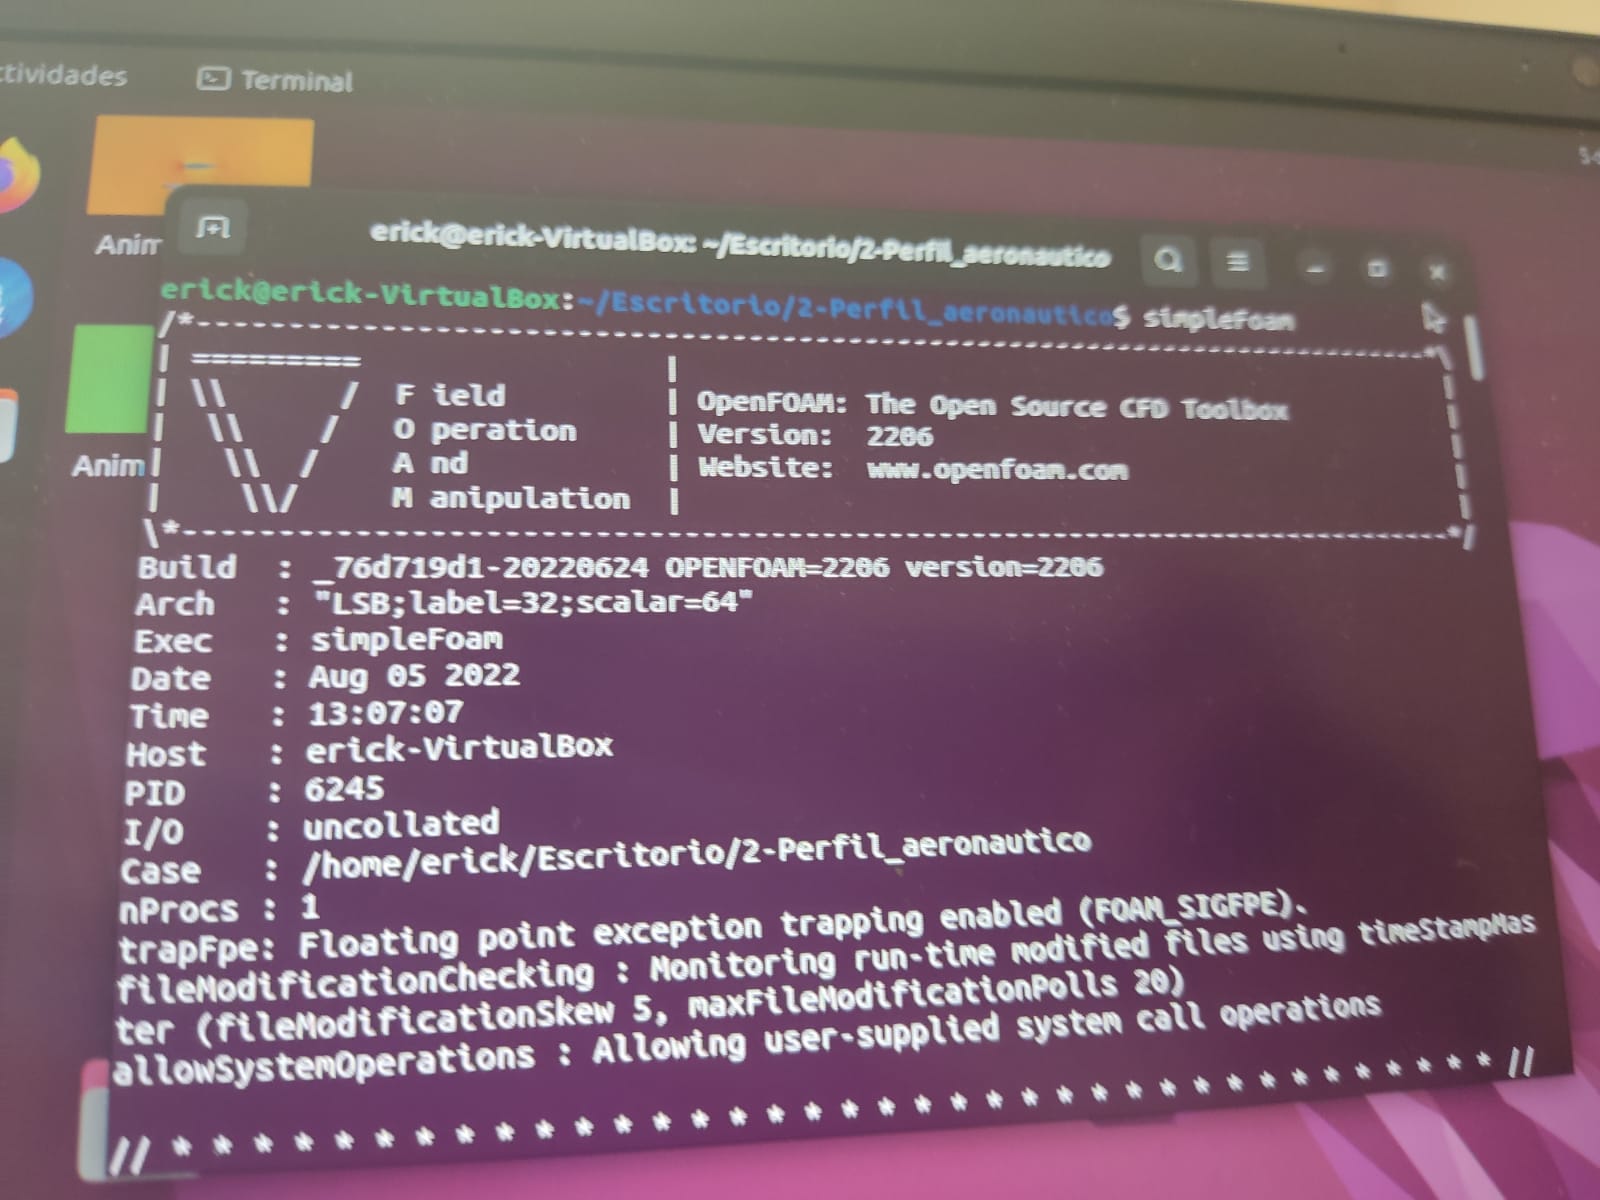 ctividades
Terminal
Anim
erick@erick-VirtualBox: ~/Escritorio/2-Perfil_aeronautico
erick@erick-VirtualBox:~/Escritorio/2-Perfil_aeronautico$ simpleFoam
/*---------------------------------------------------------------------------*\
| =========                 |                                                 |
| \\      /  F ield         | OpenFOAM: The Open Source CFD Toolbox           |
|  \\    /   O peration     | Version:  2206                                  |
|   \\  /    A nd           | Website:  www.openfoam.com                      |
|    \\/     M anipulation  |                                                 |
\*---------------------------------------------------------------------------*/
Anim
Build  : _76d719d1-20220624 OPENFOAM=2206 version=2206
Arch   : "LSB;label=32;scalar=64"
Exec   : simpleFoam
Date   : Aug 05 2022
Time   : 13:07:07
Host   : erick-VirtualBox
PID    : 6245
I/O    : uncollated
Case   : /home/erick/Escritorio/2-Perfil_aeronautico
nProcs : 1
trapFpe: Floating point exception trapping enabled (FOAM_SIGFPE).
fileModificationChecking : Monitoring run-time modified files using timeStampMas
ter (fileModificationSkew 5, maxFileModificationPolls 20)
allowSystemOperations : Allowing user-supplied system call operations
// * * * * * * * * * * * * * * * * * * * * * * * * * * * * * * * * * * * * * //